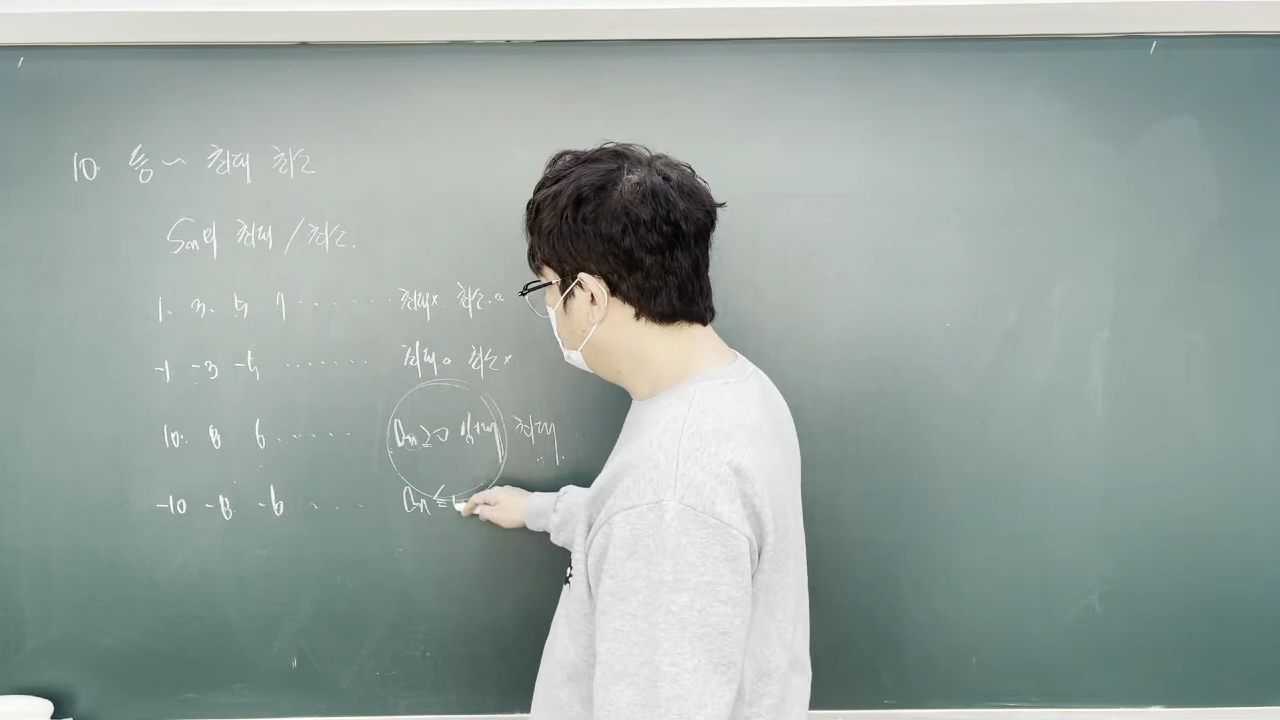 10. 등~ 최대 최소
Sn의 최대 / 최소.
1. 3. 5 7 ········ 최대x. 최소.o
-1 -3 -5 ······· 최대o 최소x
10. 8 6 ······ an≥0 일때 최대
-10 -8 -6 ···· an≤